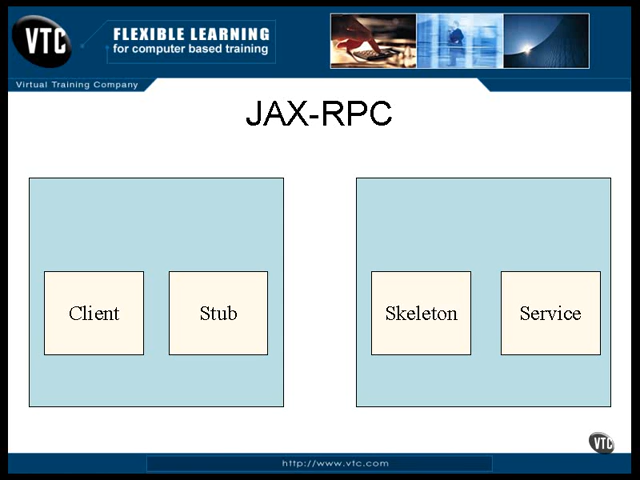 VTC
FLEXIBLE LEARNING
for computer based training
Virtual Training Company
JAX-RPC
Client
Stub
Skeleton
Service
VTC
http://www.vtc.com